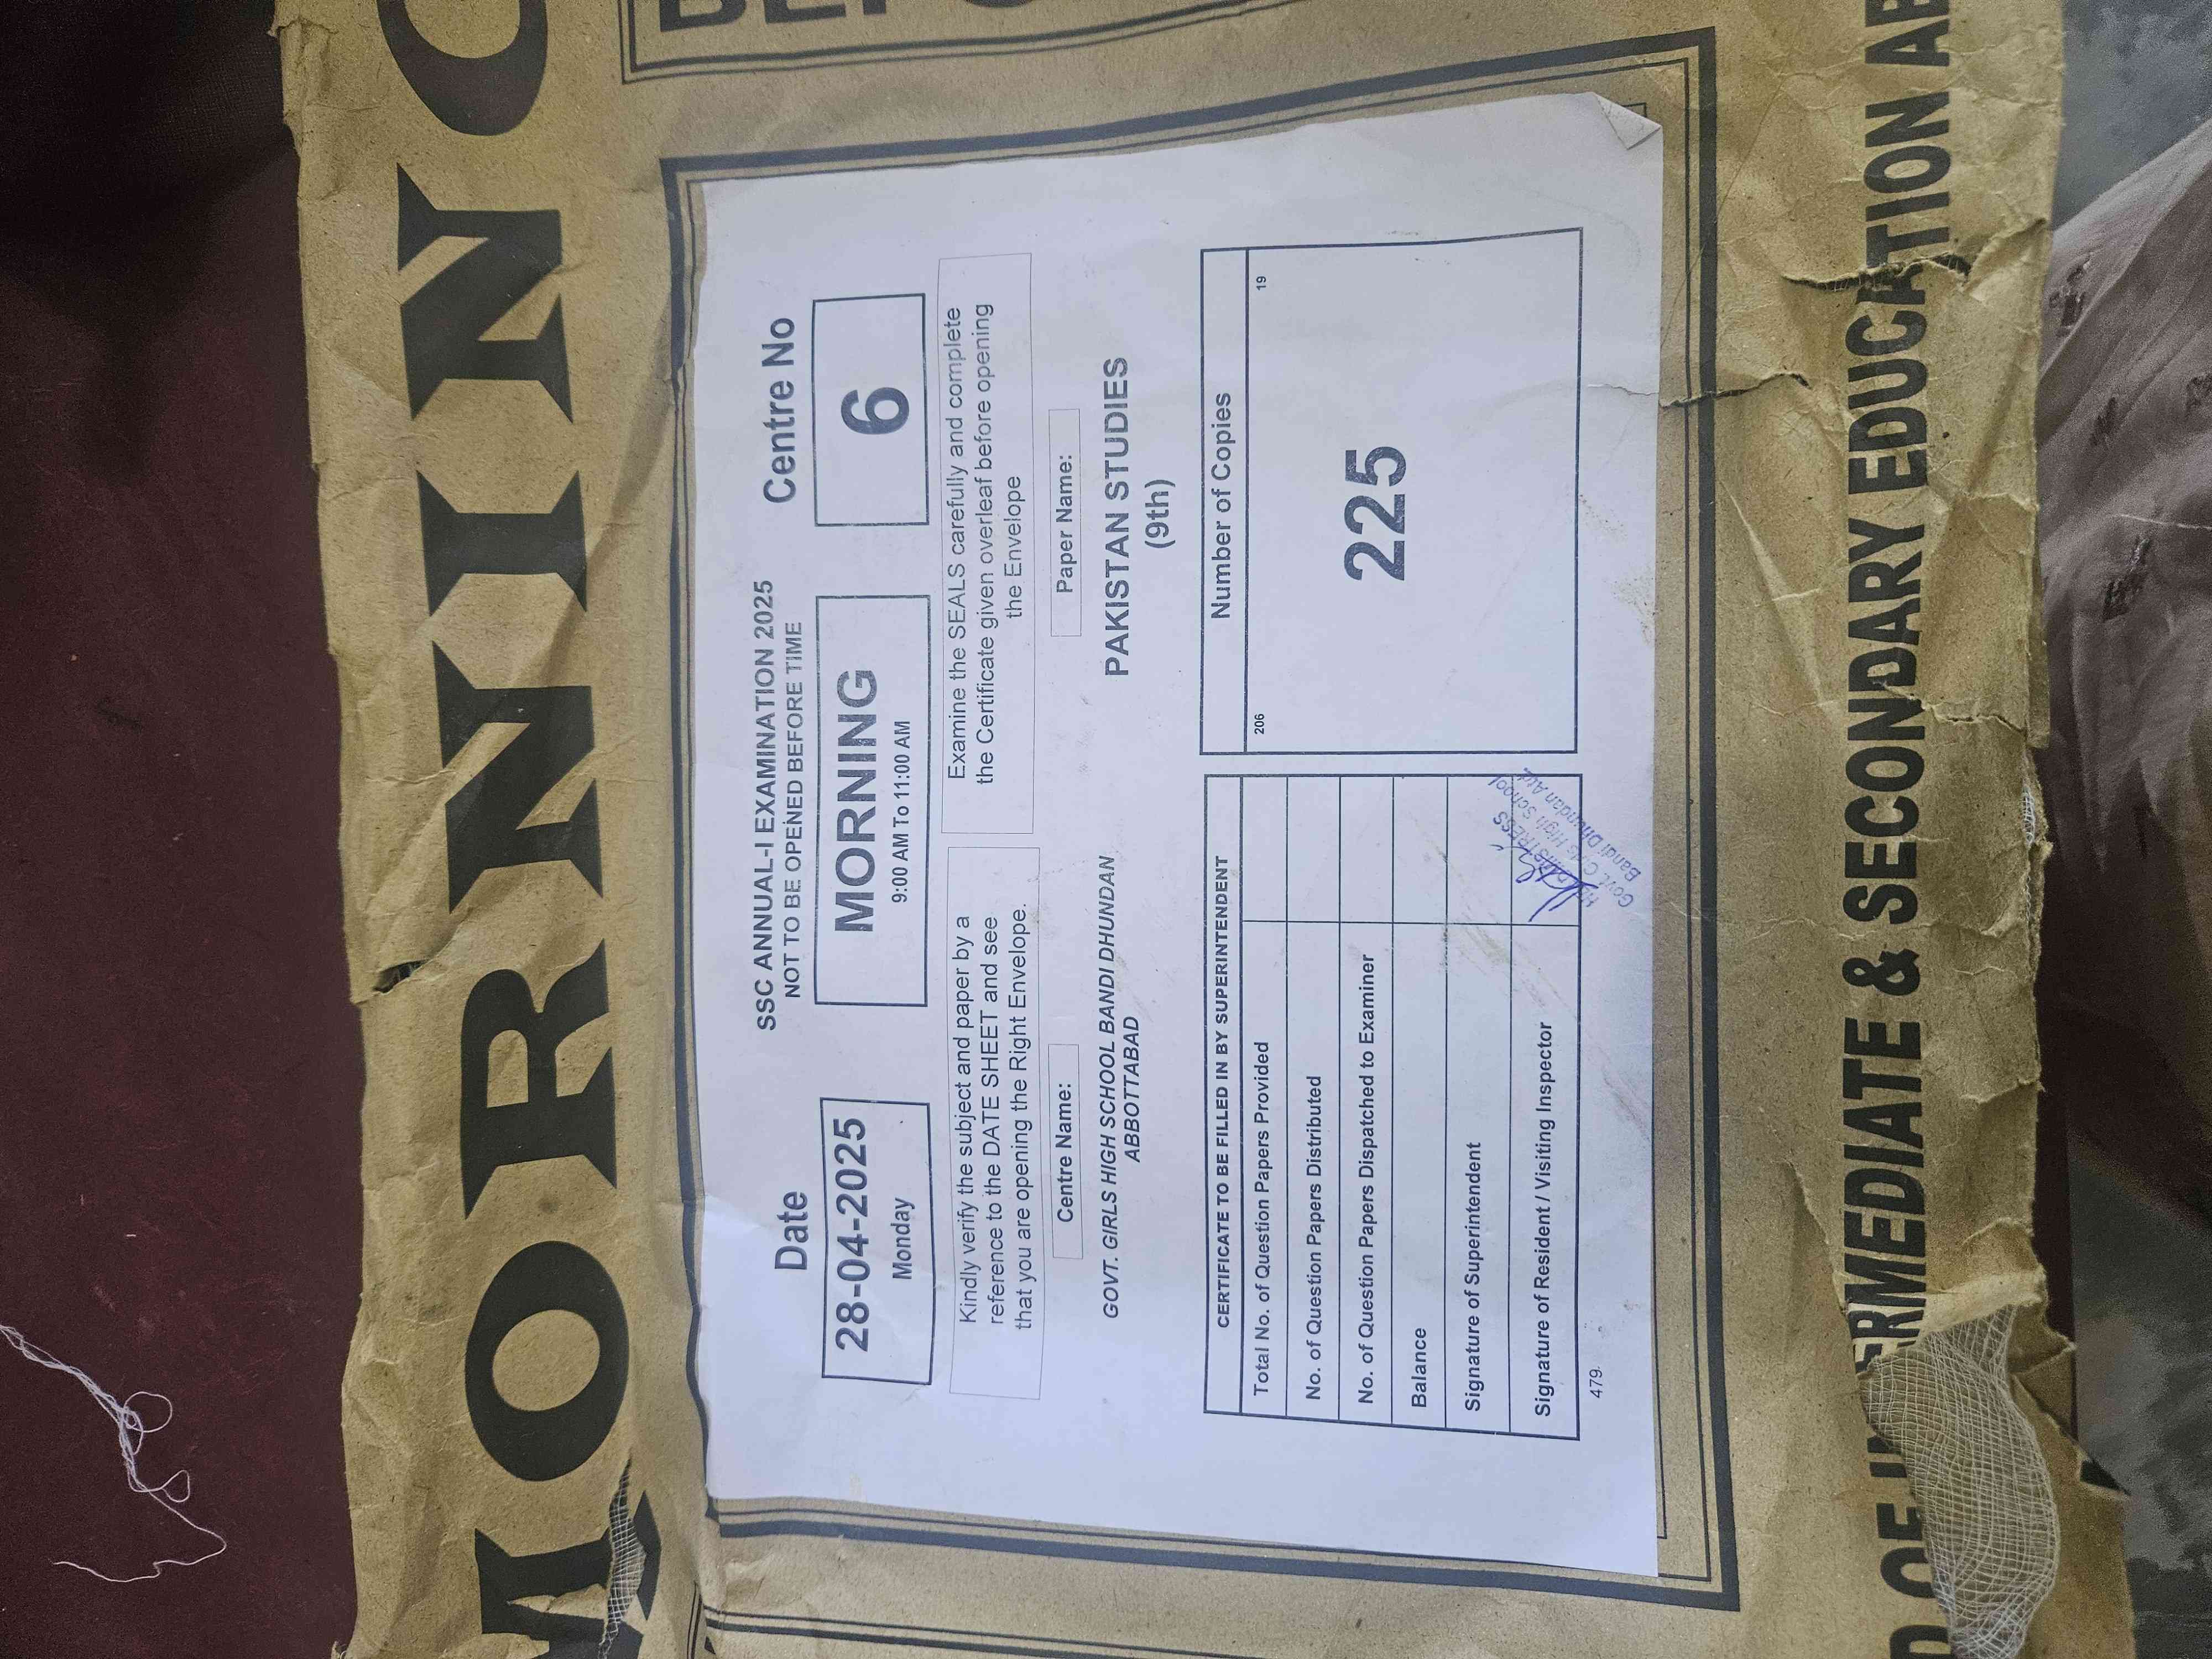 MORNING
SSC ANNUAL-I EXAMINATION 2025
NOT TO BE OPENED BEFORE TIME
Date
28-04-2025
Monday
MORNING
9:00 AM To 11:00 AM
Centre No
6
Kindly verify the subject and paper by a
reference to the DATE SHEET and see
that you are opening the Right Envelope.
Examine the SEALS carefully and complete
the Certificate given overleaf before opening
the Envelope
Centre Name:
GOVT. GIRLS HIGH SCHOOL BANDI DHUNDAN
ABBOTTABAD
Paper Name:
PAKISTAN STUDIES
(9th)
CERTIFICATE TO BE FILLED IN BY SUPERINTENDENT
Total No. of Question Papers Provided
No. of Question Papers Distributed
No. of Question Papers Dispatched to Examiner
Balance
Signature of Superintendent
Signature of Resident / Visiting Inspector
Govt. Girls High School
Bandi Dhundan Atd.
Number of Copies
206 19
225
479
OF
MEDIATE & SECONDARY EDUCATION